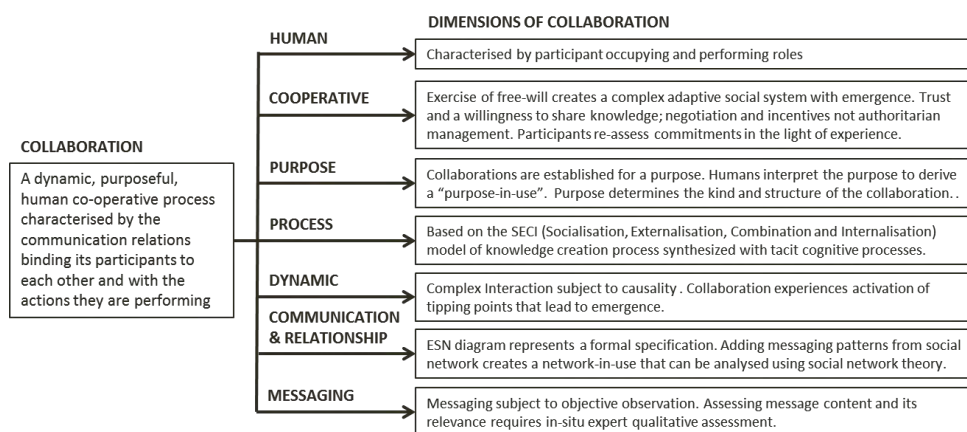 DIMENSIONS OF COLLABORATION
COLLABORATION
A dynamic, purposeful,
human co-operative process
characterised by the
communication relations
binding its participants to
each other and with the
actions they are performing
HUMAN
Characterised by participant occupying and performing roles
COOPERATIVE
Exercise of free-will creates a complex adaptive social system with emergence. Trust
and a willingness to share knowledge; negotiation and incentives not authoritarian
management. Participants re-assess commitments in the light of experience.
PURPOSE
Collaborations are established for a purpose. Humans interpret the purpose to derive
a “purpose-in-use”.  Purpose determines the kind and structure of the collaboration. .
PROCESS
Based on the SECI (Socialisation, Externalisation, Combination and Internalisation)
model of knowledge creation process synthesized with tacit cognitive processes.
DYNAMIC
Complex Interaction subject to causality . Collaboration experiences activation of
tipping points that lead to emergence.
COMMUNICATION
& RELATIONSHIP
ESN diagram represents a formal specification. Adding messaging patterns from social
network creates a network-in-use that can be analysed using social network theory.
MESSAGING
Messaging subject to objective observation. Assessing message content and its
relevance requires in-situ expert qualitative assessment.